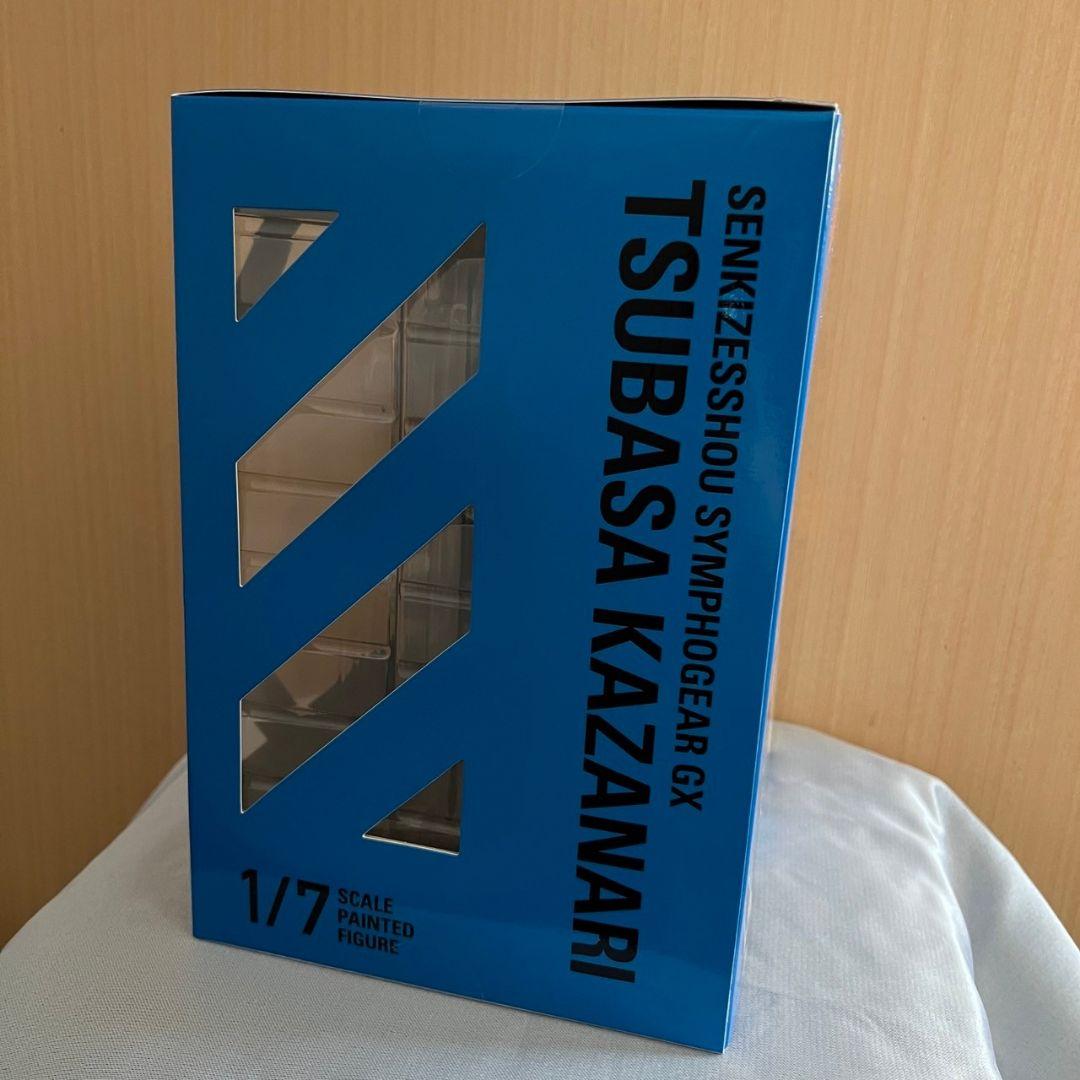 SENKIZESSHOU SYMPHOGEAR GX
TSUBASA KAZANARI
1/7
SCALE
PAINTED
FIGURE